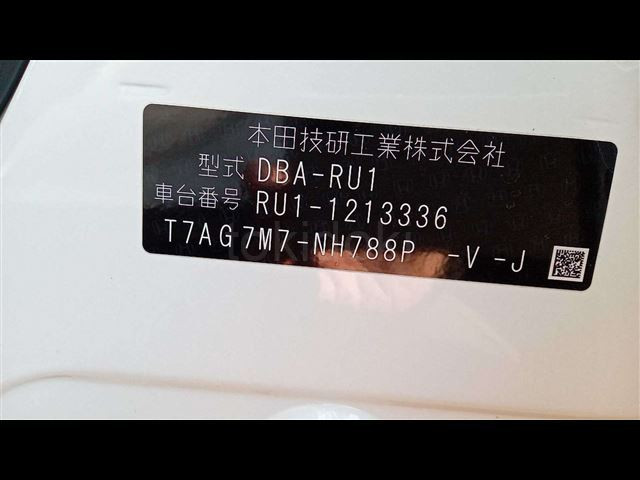 本田技研工業株式会社
型式 DBA-RU1
車台番号 RU1-1213336
T7AG7M7-NH788P -V -J